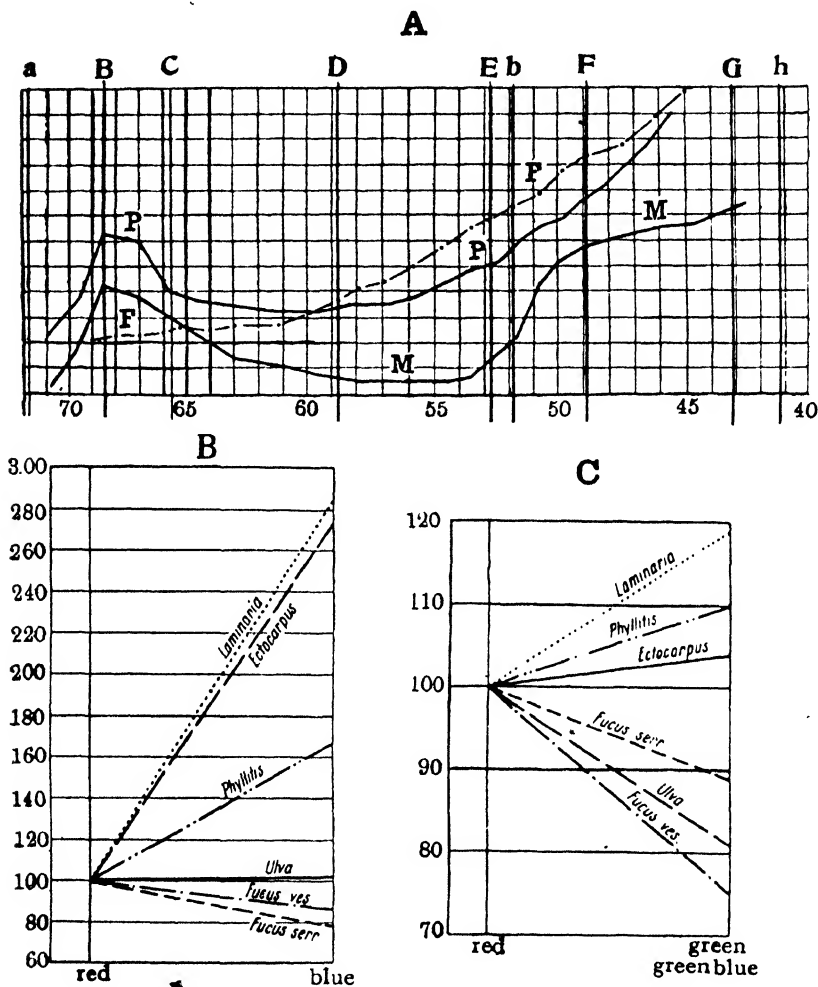 A
a B C D E b F G h
P
F
P
F
M
M
70 65 60 55 50 45 40
B
3.00
280
260
240
220
200
180
160
140
120
100
80
60
Laminaria
Ectocarpus
Phyllitis
Ulva
Fucus ves
Fucus serr
red blue
C
120
110
100
90
80
70
Laminaria
Phyllitis
Ectocarpus
Fucus serr
Ulva
Fucus ves
red green
green blue